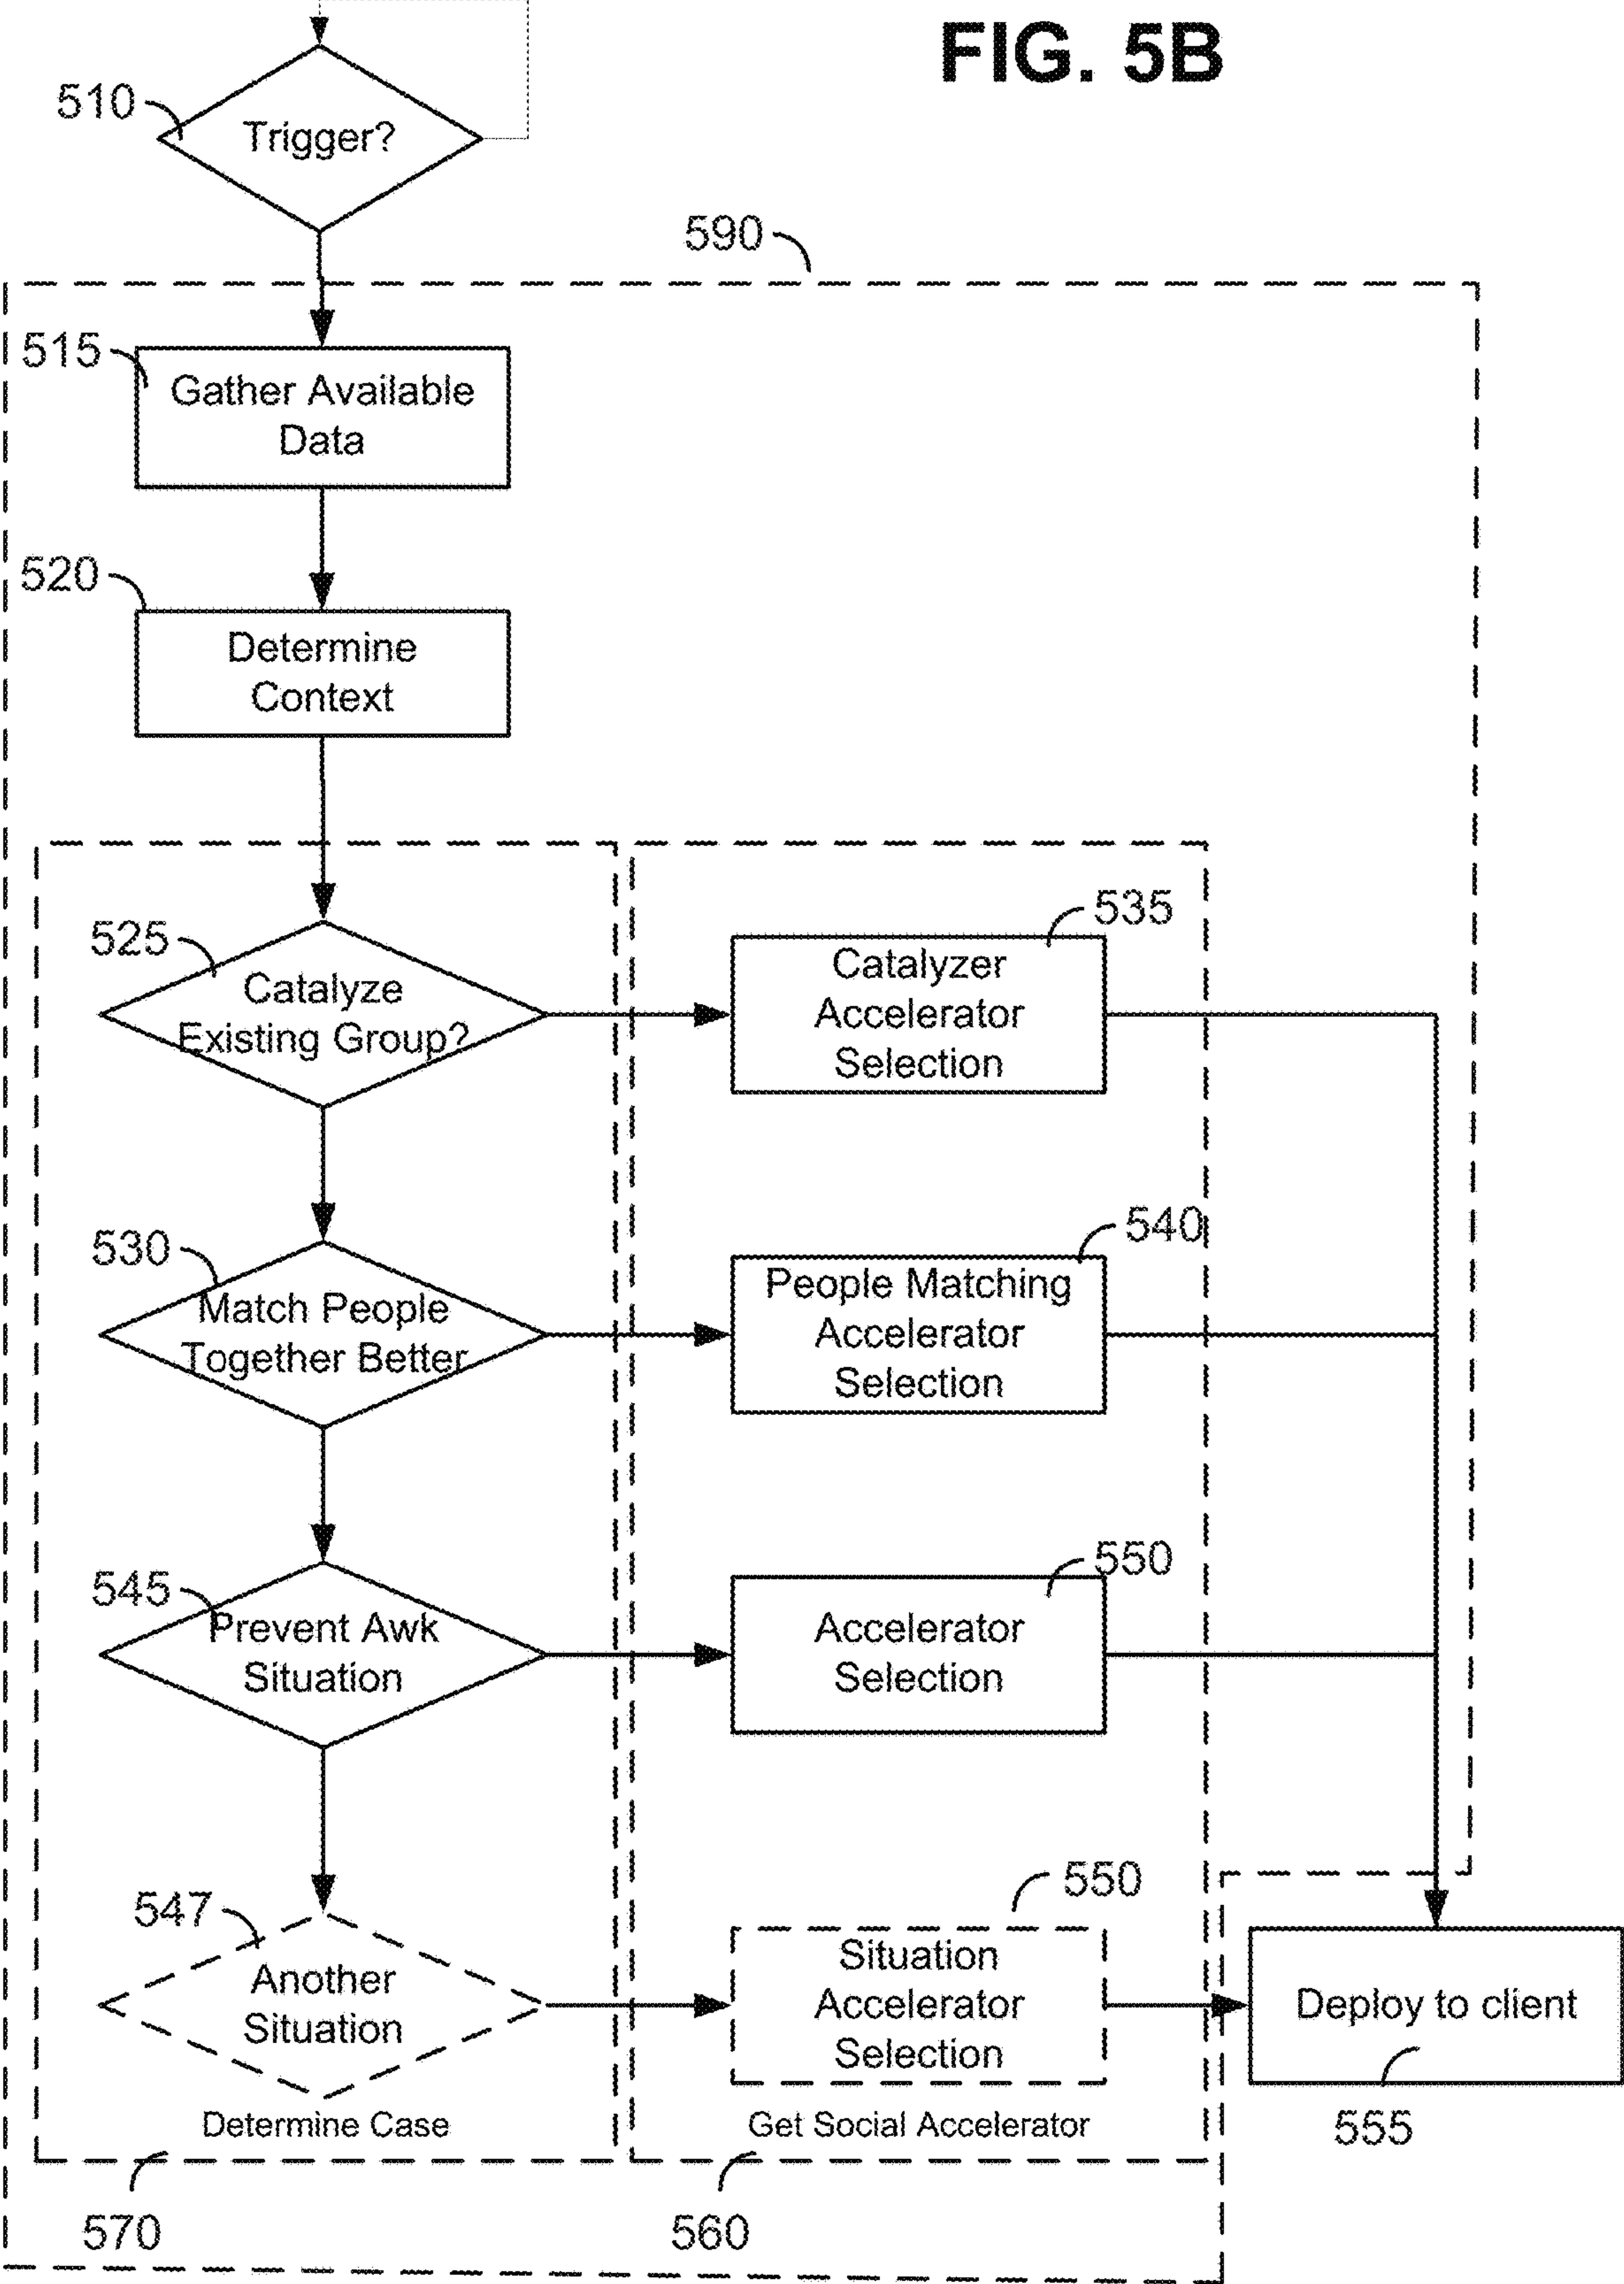 FIG. 5B
510
Trigger?
590
515
Gather Available
Data
520
Determine
Context
525
Catalyze
Existing Group?
535
Catalyzer
Accelerator
Selection
530
Match People
Together Better
540
People Matching
Accelerator
Selection
545
Prevent Awk
Situation
550
Accelerator
Selection
547
Another
Situation
550
Situation
Accelerator
Selection
Deploy to client
555
Determine Case
Get Social Accelerator
570
560